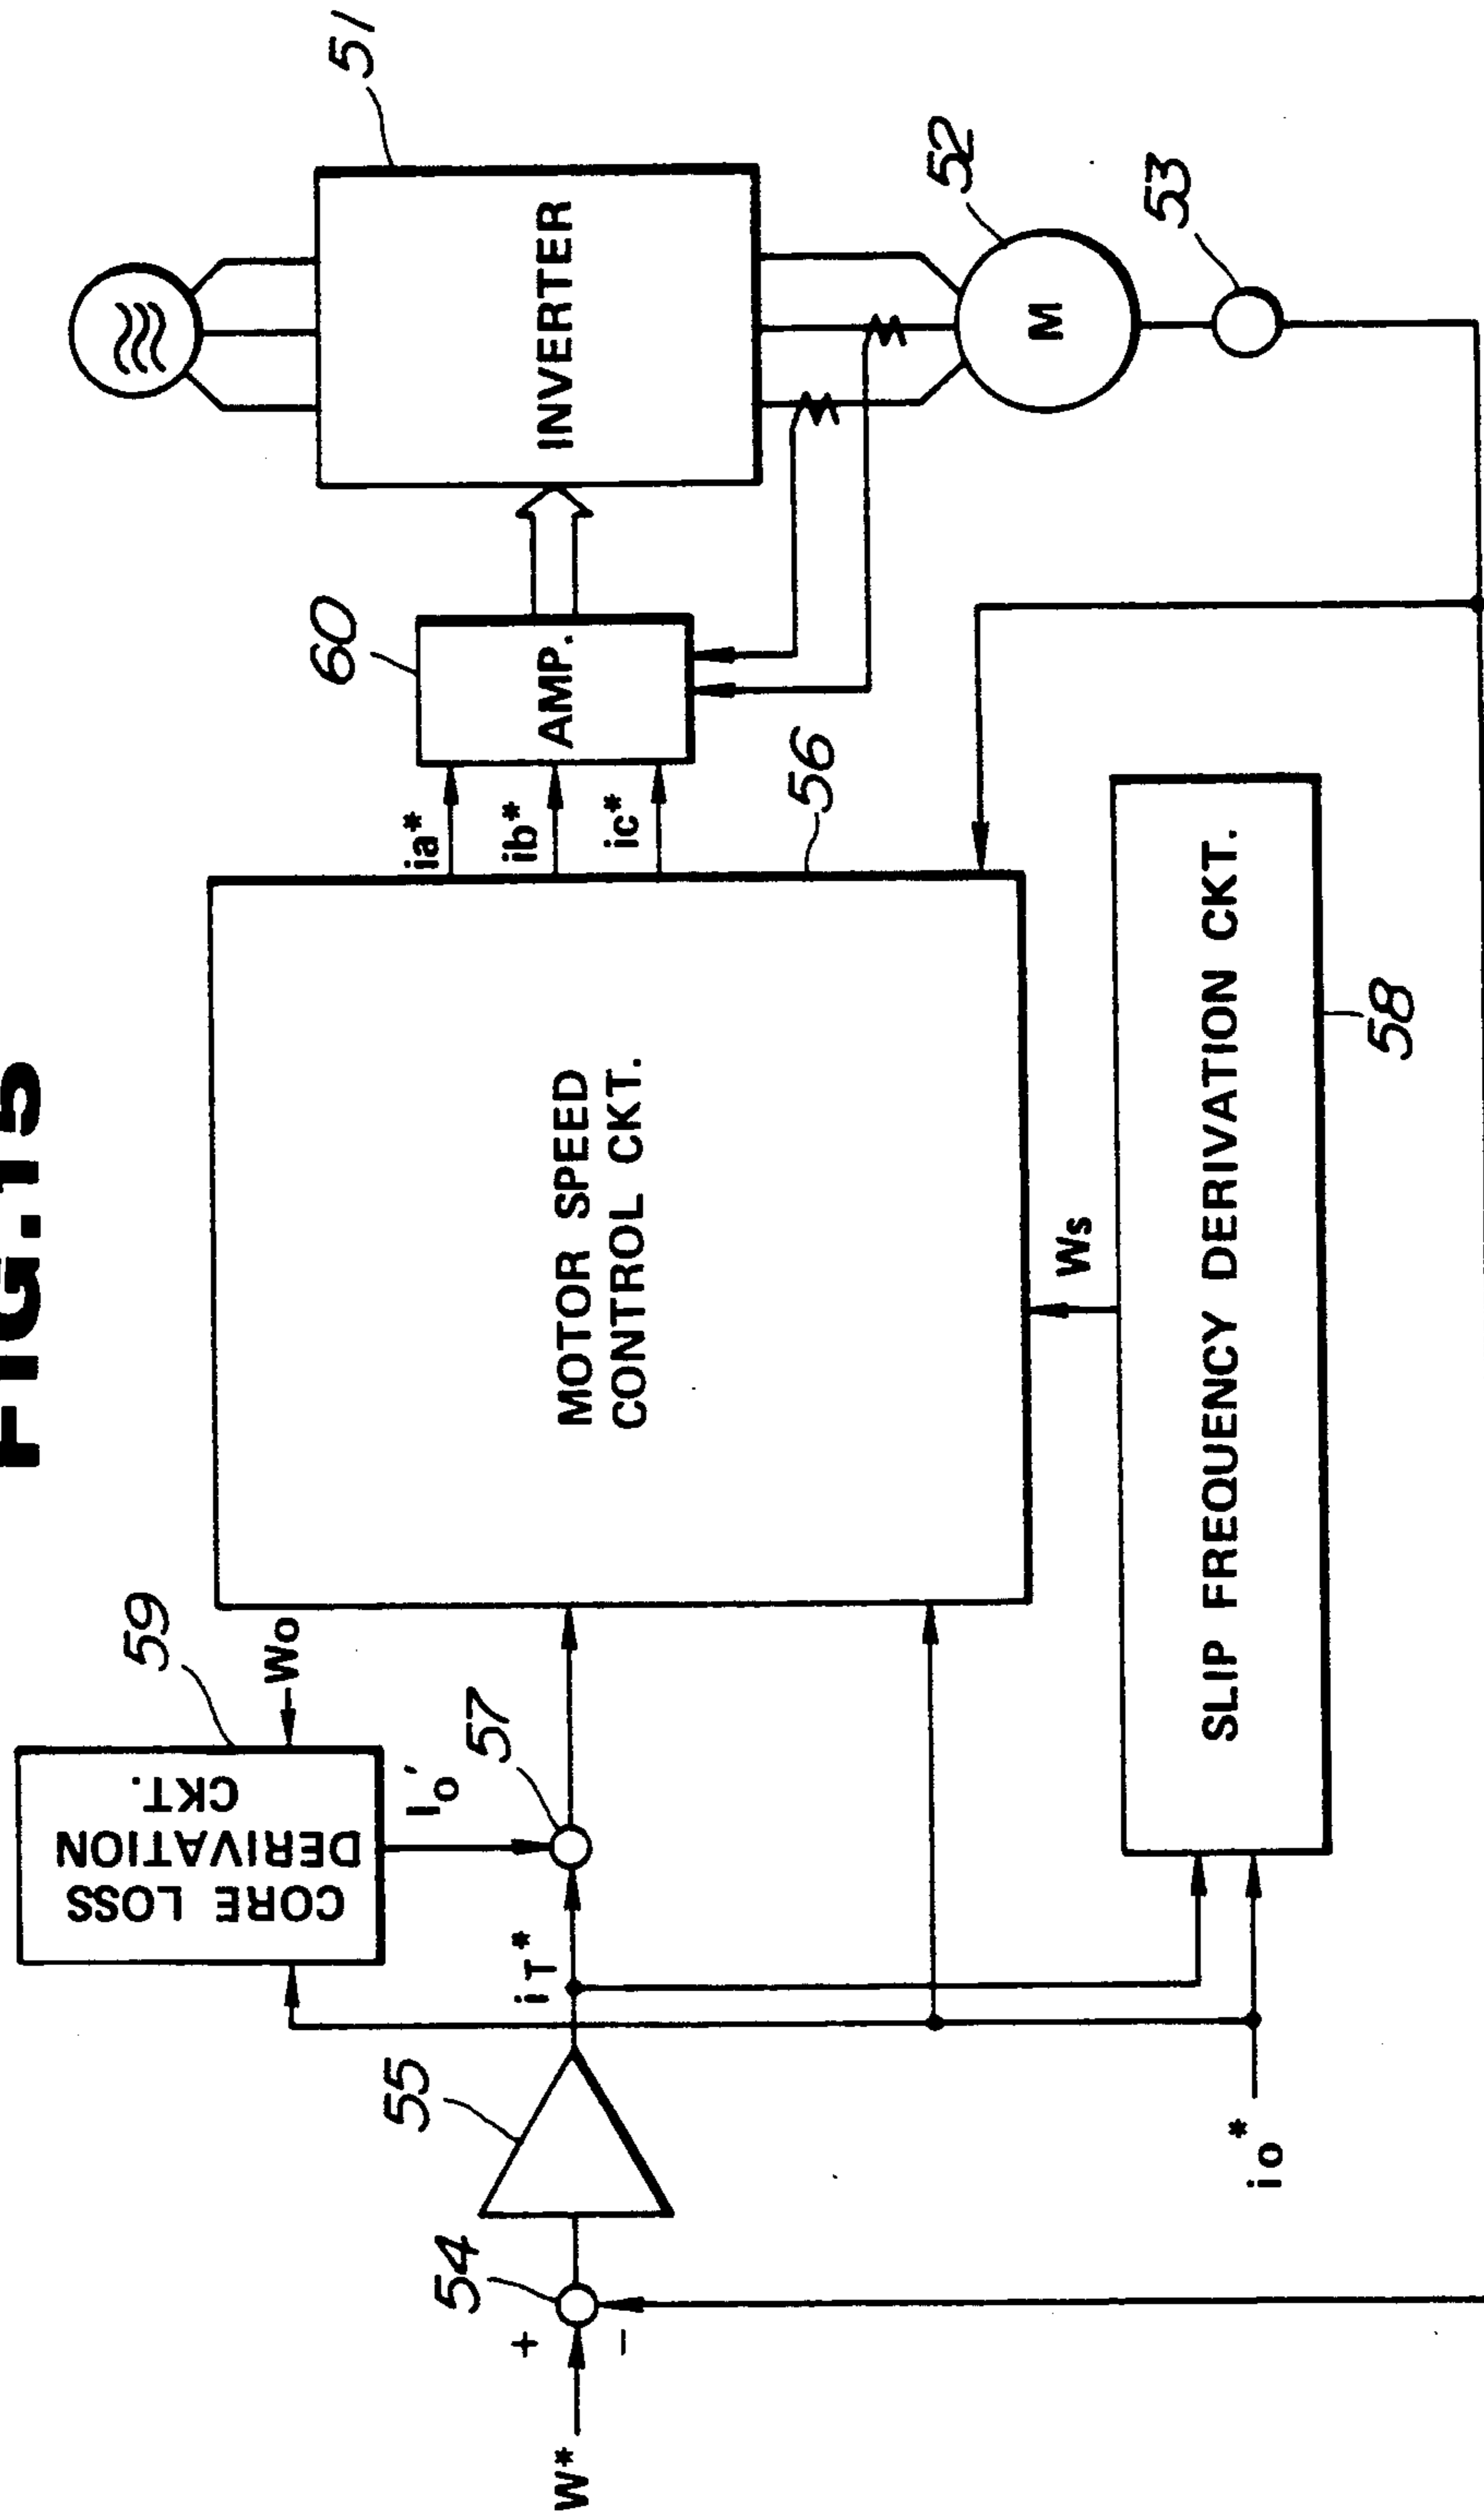 FIG.15
51
INVERTER
52
M
53
60
AMP.
ia*
ib*
ic*
56
MOTOR SPEED
CONTROL CKT.
Ws
SLIP FREQUENCY DERIVATION CKT.
58
59
Wo
CORE LOSS
DERIVATION
CKT.
io'
57
iT*
55
54
+
−
W*
io*